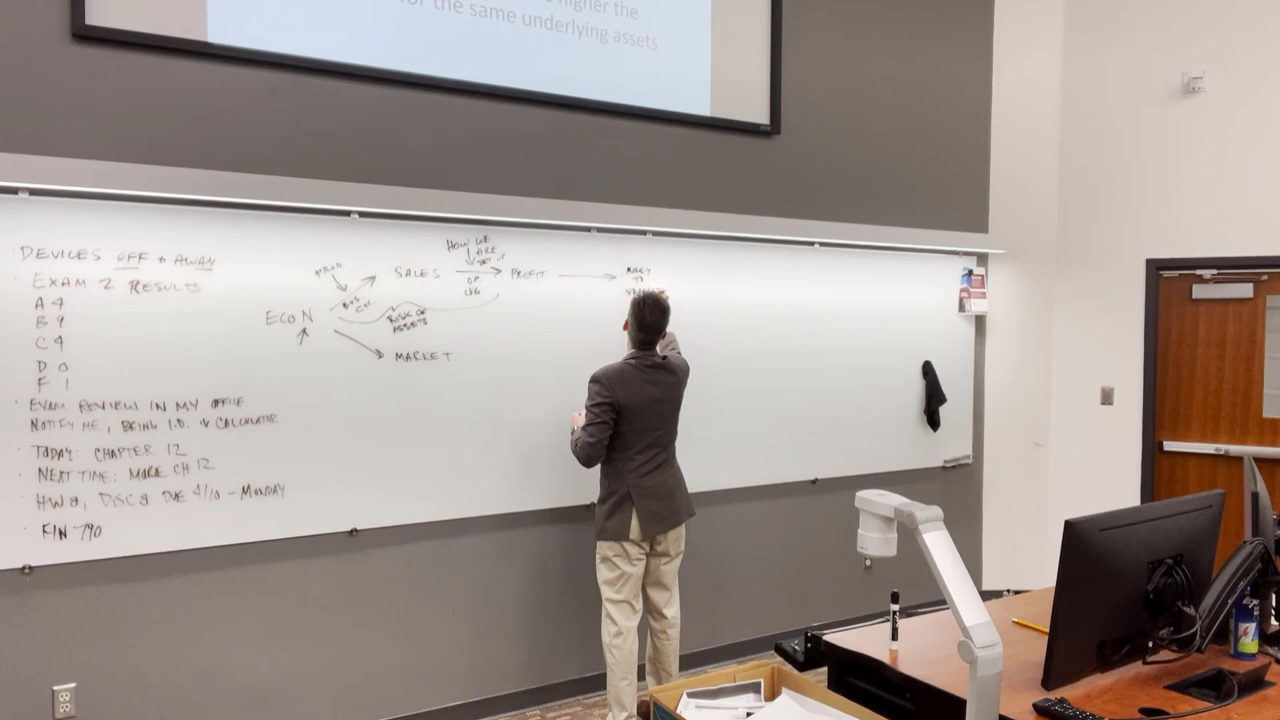 higher the
for the same underlying assets
DEVICES OFF & AWAY
EXAM 2 RESULTS
A 4
B 9
C 4
D 0
F 1
EXAM REVIEW IN MY OFFICE
NOTIFY ME, BRING I.D. & CALCULATOR
TODAY: CHAPTER 12
NEXT TIME: MORE CH 12
HW 8, DISC 8 DUE 4/10 - MONDAY
FIN 790
PROD
ECON
BUS
CYC
SALES
HOW WE
ARE
SET UP
OP
LVG
PROFIT
MONEY
TO
RISK OF
ASSETS
MARKET